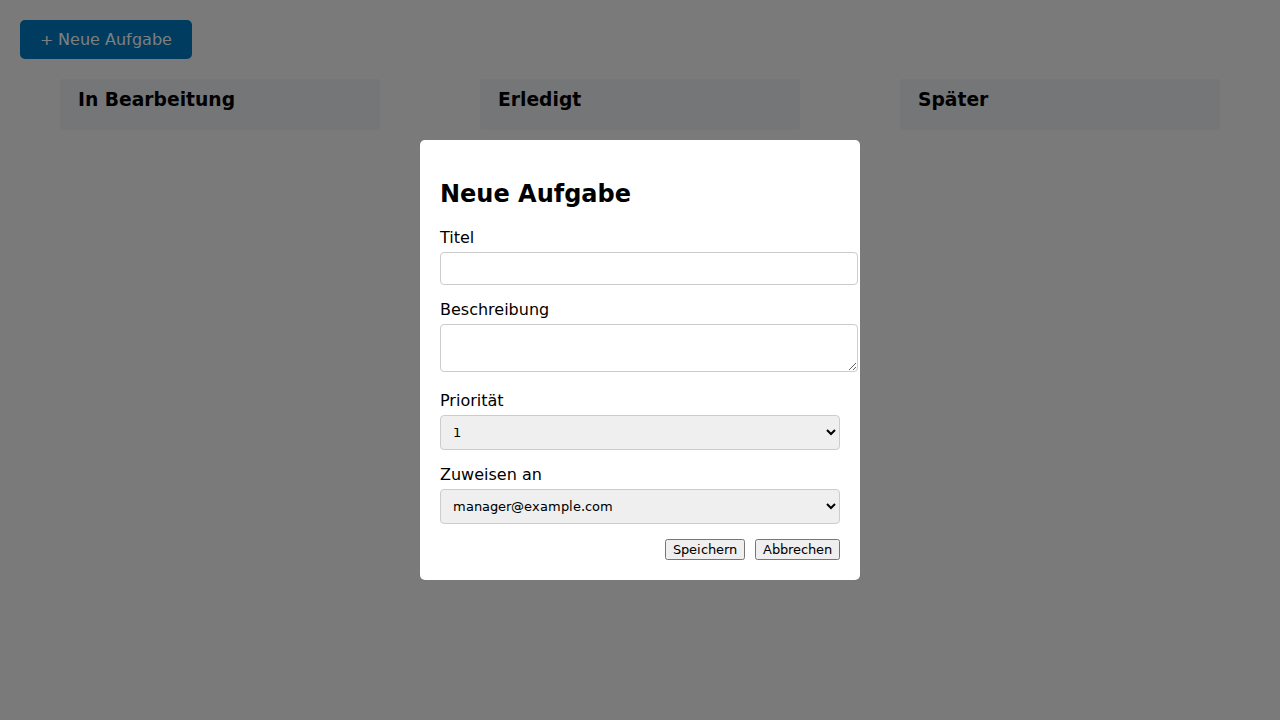 + Neue Aufgabe
In Bearbeitung
Erledigt
Später
Neue Aufgabe
Titel
Beschreibung
Priorität
1
Zuweisen an
manager@example.com
Speichern
Abbrechen